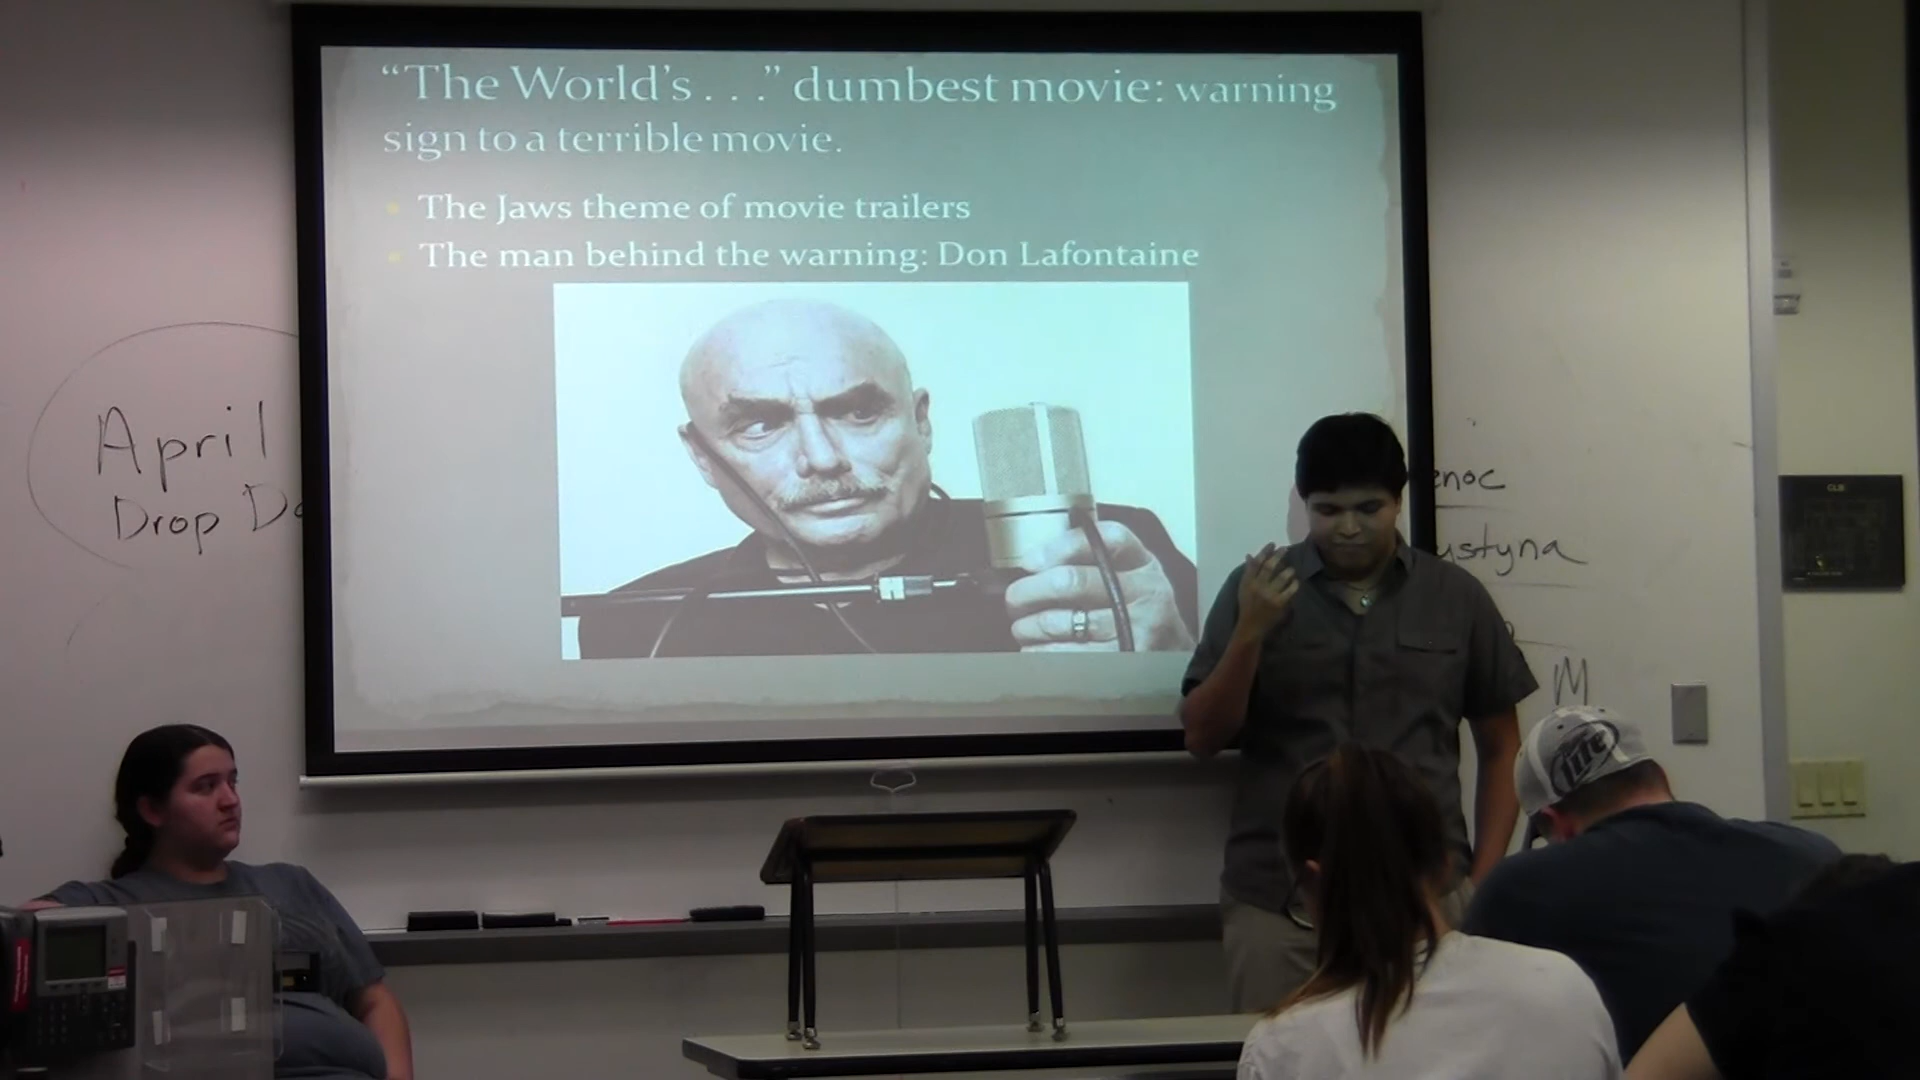 “The World’s . . .” dumbest movie: warning
sign to a terrible movie.
The Jaws theme of movie trailers
The man behind the warning: Don Lafontaine
April
Drop Da
enoc
ustyna
M
lite